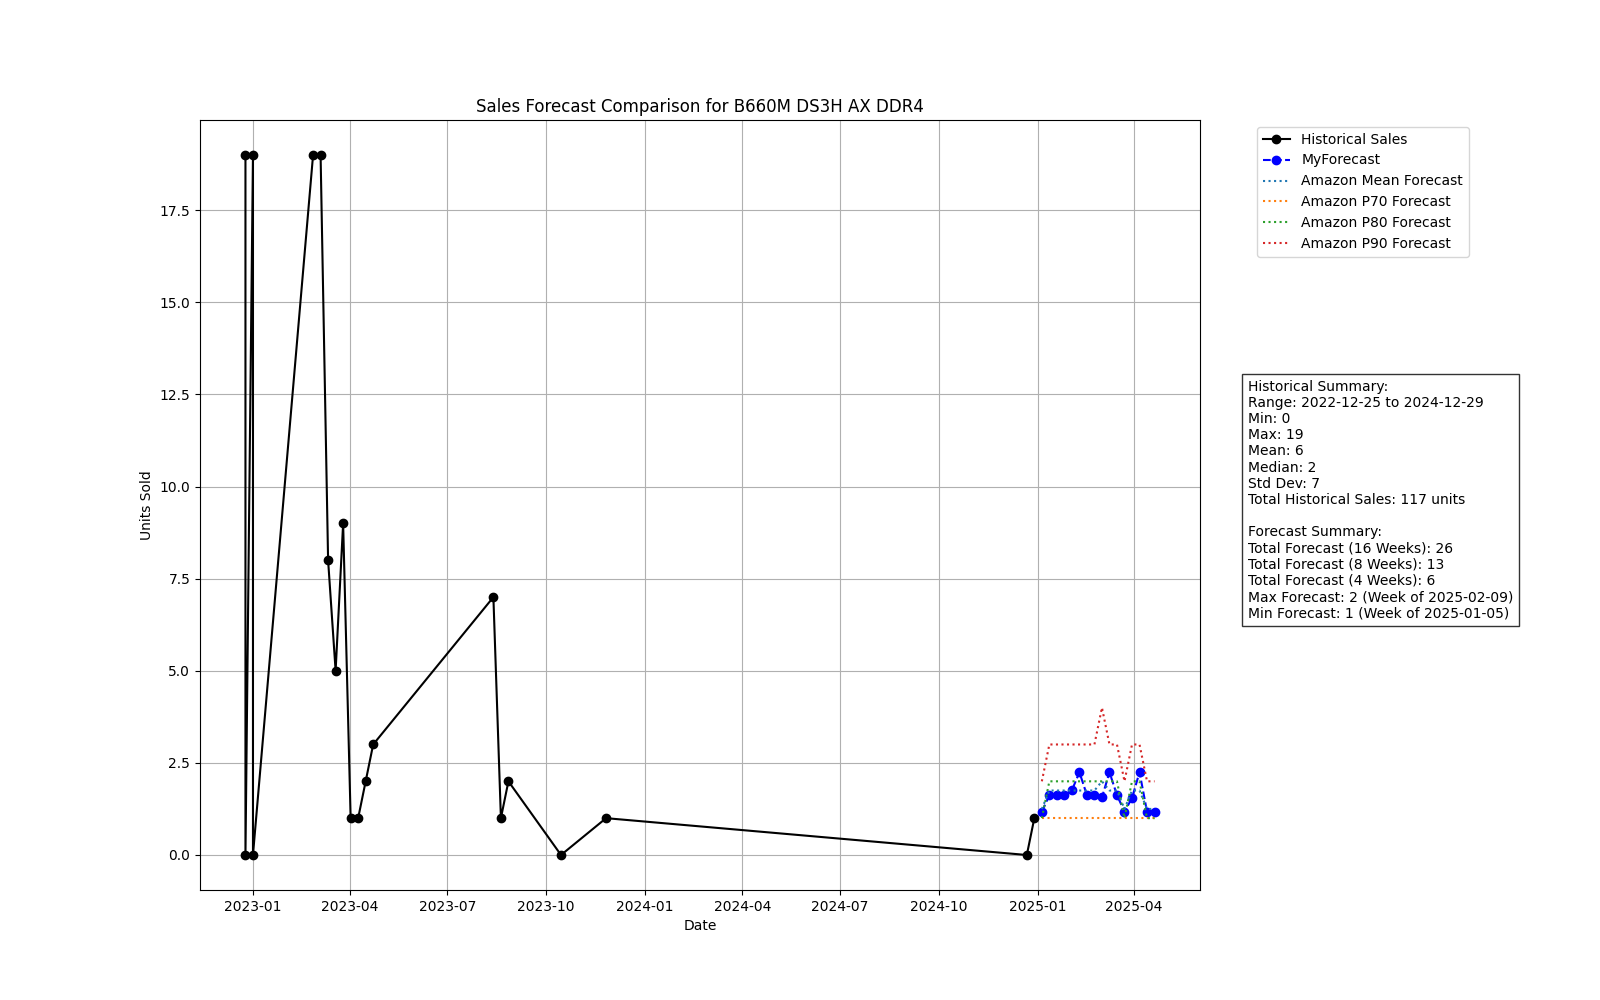 Sales Forecast Comparison for B660M DS3H AX DDR4
Units Sold
17.5
15.0
12.5
10.0
7.5
5.0
2.5
0.0
2023-01 2023-04 2023-07 2023-10 2024-01 2024-04 2024-07 2024-10 2025-01 2025-04
Date
Historical Sales
MyForecast
Amazon Mean Forecast
Amazon P70 Forecast
Amazon P80 Forecast
Amazon P90 Forecast
Historical Summary:
Range: 2022-12-25 to 2024-12-29
Min: 0
Max: 19
Mean: 6
Median: 2
Std Dev: 7
Total Historical Sales: 117 units
Forecast Summary:
Total Forecast (16 Weeks): 26
Total Forecast (8 Weeks): 13
Total Forecast (4 Weeks): 6
Max Forecast: 2 (Week of 2025-02-09)
Min Forecast: 1 (Week of 2025-01-05)